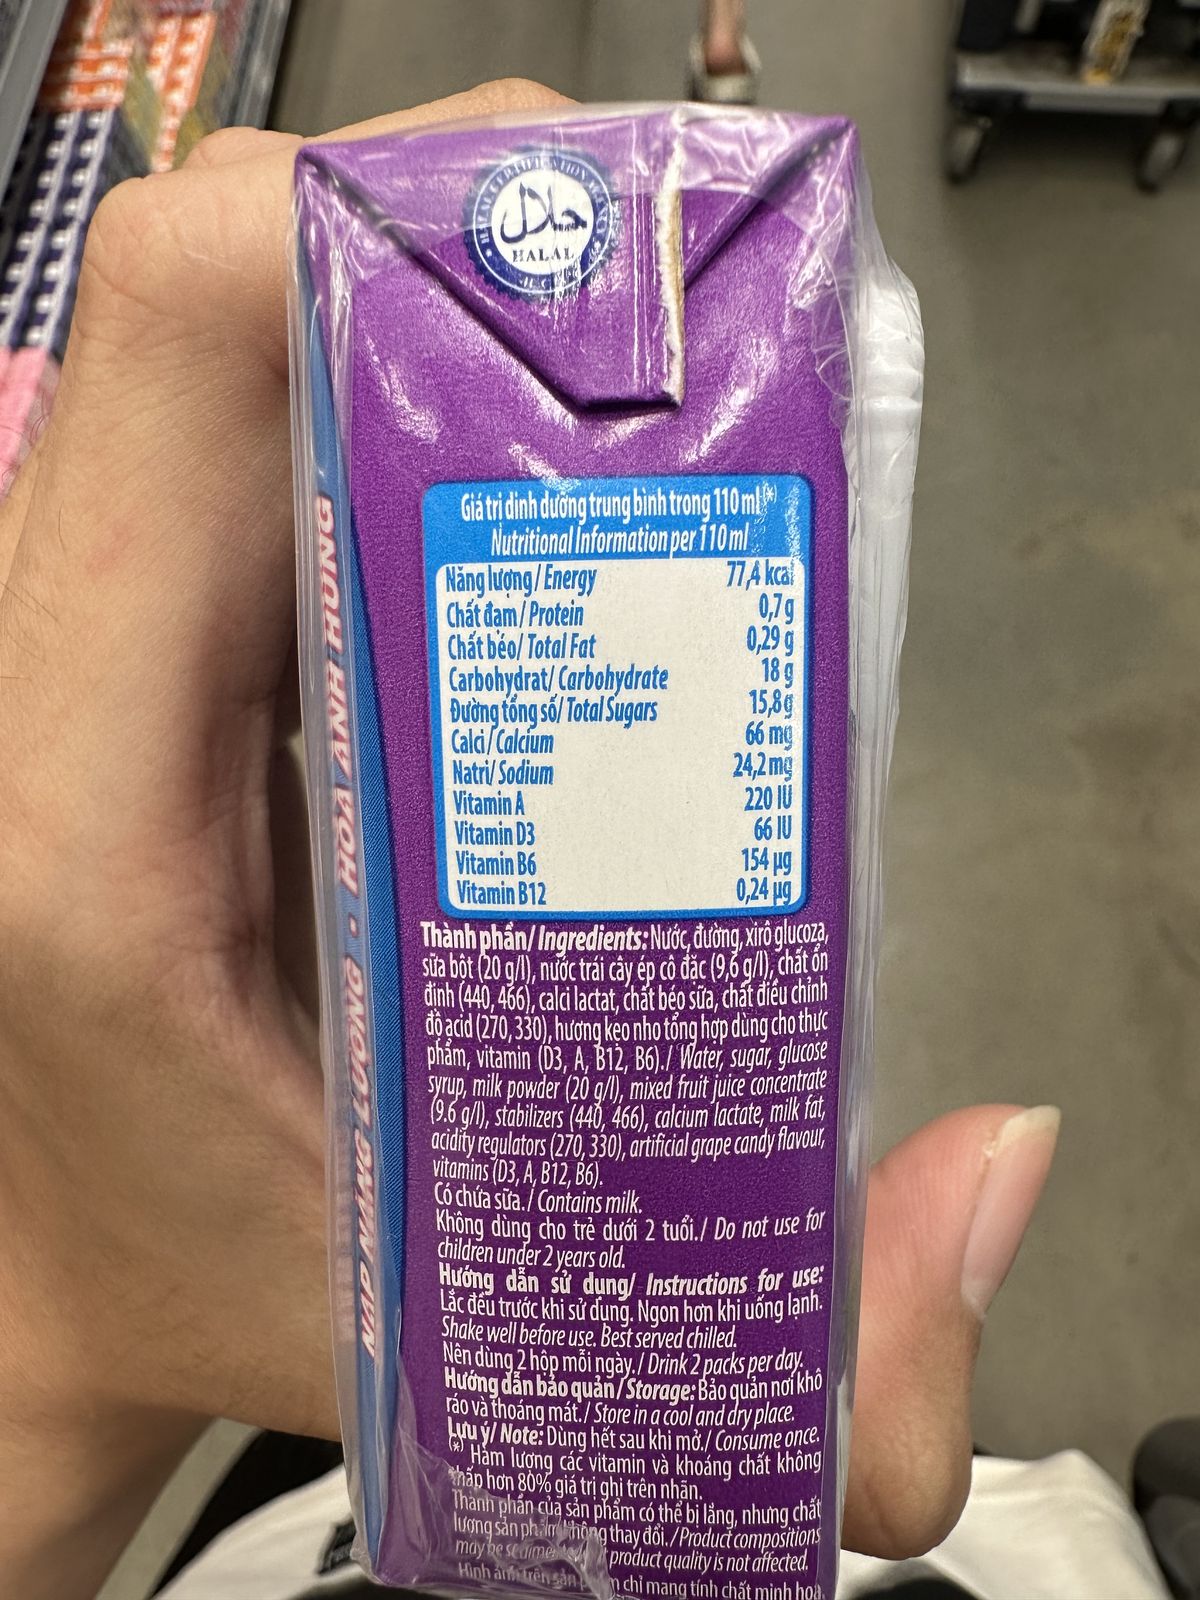 HALAL CERTIFICATION AGENCY
حلال
HALAL
Giá trị dinh dưỡng trung bình trong 110 ml (*)
Nutritional Information per 110 ml
Năng lượng / Energy 77,4 kcal
Chất đạm / Protein 0,7 g
Chất béo/ Total Fat 0,29 g
Carbohydrat/ Carbohydrate 18 g
Đường tổng số/ Total Sugars 15,8 g
Calci/ Calcium 66 mg
Natri/ Sodium 24,2 mg
Vitamin A 220 IU
Vitamin D3 66 IU
Vitamin B6 154 µg
Vitamin B12 0,24 µg
Thành phần/ Ingredients: Nước, đường, xirô glucoza,
sữa bột (20 g/l), nước trái cây ép cô đặc (9,6 g/l), chất ổn
định (440, 466), calci lactat, chất béo sữa, chất điều chỉnh
độ acid (270, 330), hương kẹo nho tổng hợp dùng cho thực
phẩm, vitamin (D3, A, B12, B6)./ Water, sugar, glucose
syrup, milk powder (20 g/l), mixed fruit juice concentrate
(9.6 g/l), stabilizers (440, 466), calcium lactate, milk fat,
acidity regulators (270, 330), artificial grape candy flavour,
vitamins (D3, A, B12, B6).
Có chứa sữa. / Contains milk.
Không dùng cho trẻ dưới 2 tuổi./ Do not use for
children under 2 years old.
Hướng dẫn sử dụng/ Instructions for use:
Lắc đều trước khi sử dụng. Ngon hơn khi uống lạnh.
Shake well before use. Best served chilled.
Nên dùng 2 hộp mỗi ngày. / Drink 2 packs per day.
Hướng dẫn bảo quản / Storage: Bảo quản nơi khô
ráo và thoáng mát. / Store in a cool and dry place.
Lưu ý/ Note: Dùng hết sau khi mở./ Consume once.
(*) Hàm lượng các vitamin và khoáng chất không
thấp hơn 80% giá trị ghi trên nhãn.
Thành phần của sản phẩm có thể bị lắng, nhưng chất
lượng sản phẩm không thay đổi. / Product compositions
may be product quality is not affected.
Hình ảnh trên sản chỉ mang tính chất minh hoạ.
NẠP NĂNG LƯỢNG • HÓA ANH HÙNG